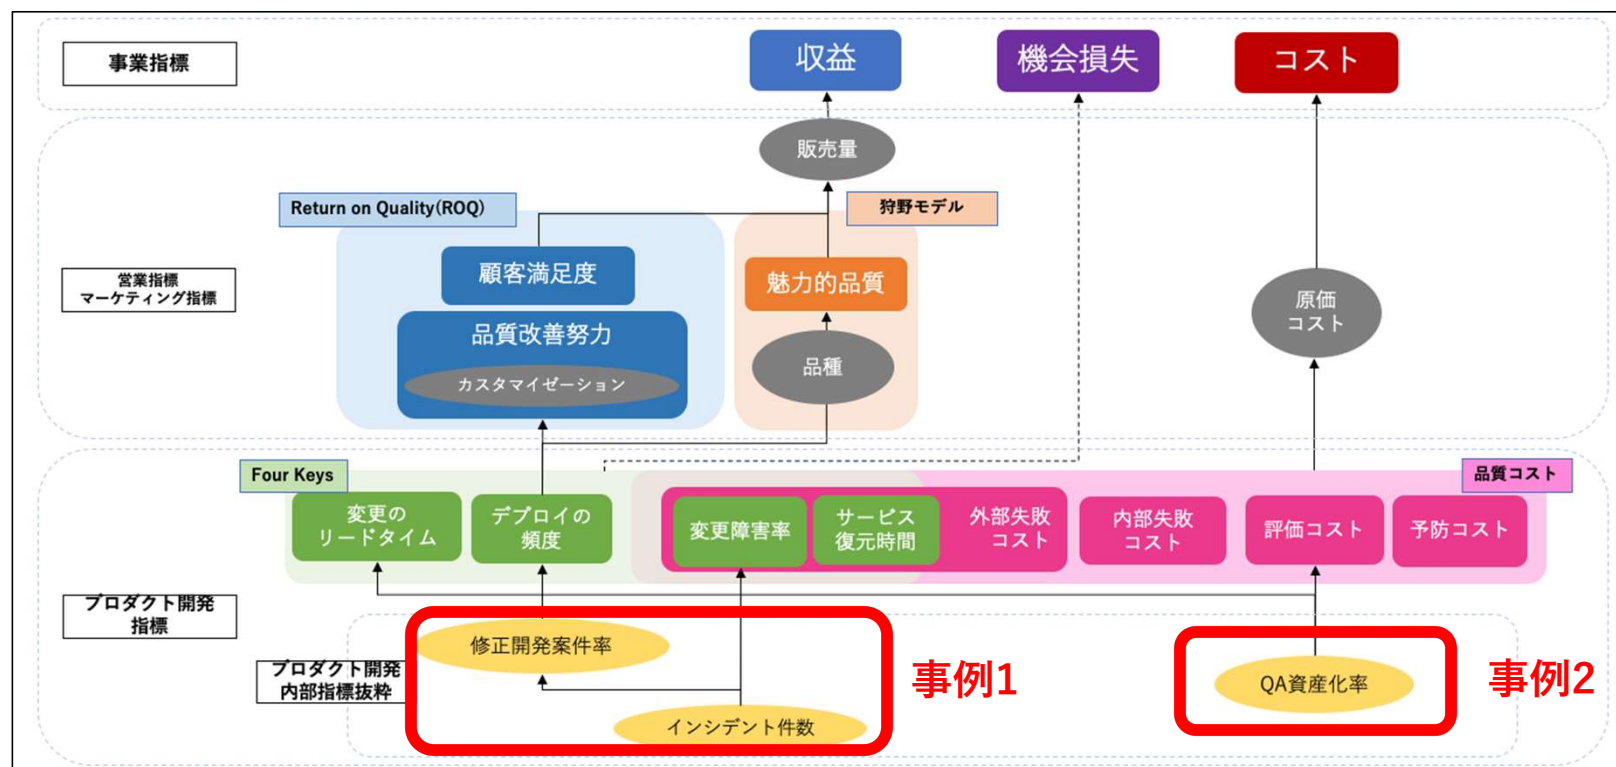 事業指標
収益
機会損失
コスト
販売量
Return on Quality(ROQ)
狩野モデル
営業指標
マーケティング指標
顧客満足度
魅力的品質
原価
コスト
品質改善努力
カスタマイゼーション
品種
Four Keys
品質コスト
変更の
リードタイム
デプロイの
頻度
変更障害率
サービス
復元時間
外部失敗
コスト
内部失敗
コスト
評価コスト
予防コスト
プロダクト開発
指標
修正開発案件率
プロダクト開発
内部指標抜粋
事例1
QA資産化率
事例2
インシデント件数